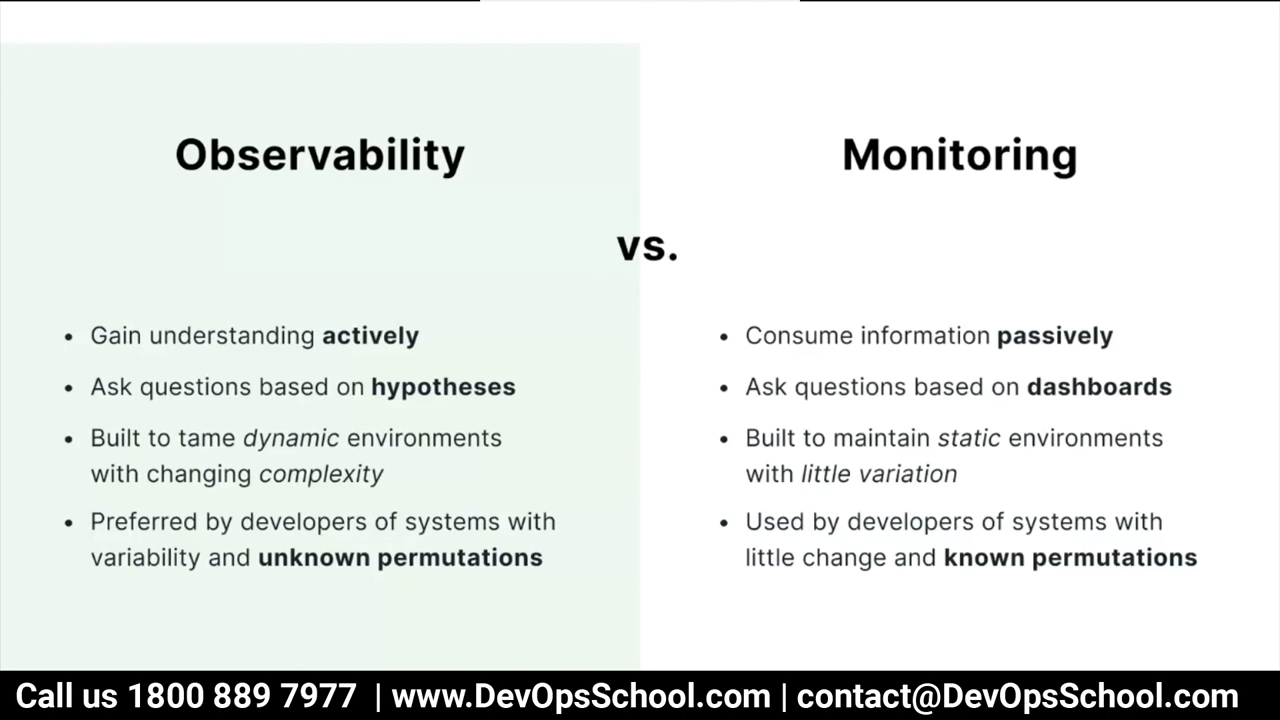 Observability
Monitoring
vs.
• Gain understanding actively
• Ask questions based on hypotheses
• Built to tame dynamic environments
with changing complexity
• Preferred by developers of systems with
variability and unknown permutations
• Consume information passively
• Ask questions based on dashboards
• Built to maintain static environments
with little variation
• Used by developers of systems with
little change and known permutations
Call us 1800 889 7977 | www.DevOpsSchool.com | contact@DevOpsSchool.com